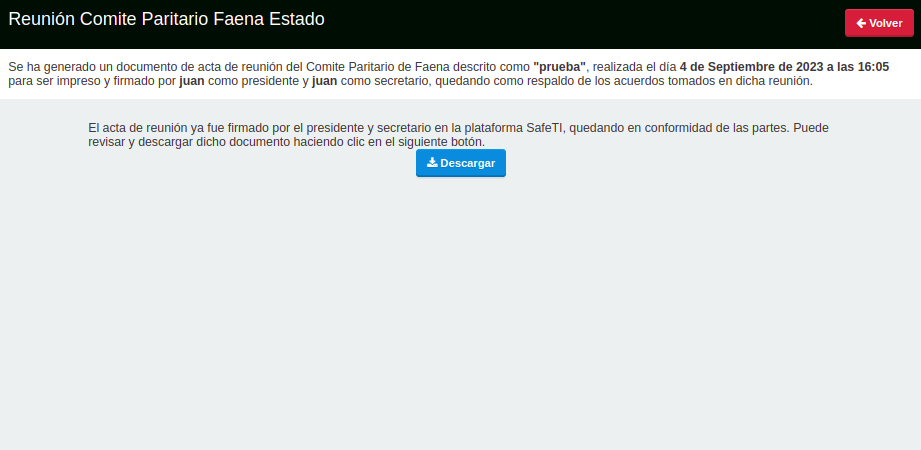 Reunión Comite Paritario Faena Estado
Volver
Se ha generado un documento de acta de reunión del Comite Paritario de Faena descrito como "prueba", realizada el día 4 de Septiembre de 2023 a las 16:05
para ser impreso y firmado por juan como presidente y juan como secretario, quedando como respaldo de los acuerdos tomados en dicha reunión.
El acta de reunión ya fue firmado por el presidente y secretario en la plataforma SafeTI, quedando en conformidad de las partes. Puede
revisar y descargar dicho documento haciendo clic en el siguiente botón.
Descargar